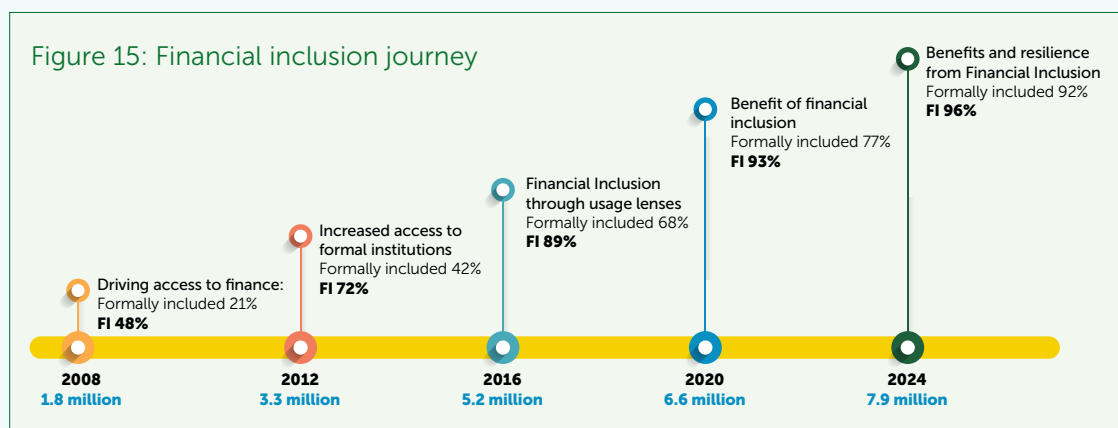 Figure 15: Financial inclusion journey
Driving access to finance:
Formally included 21%
FI 48%
Increased access to
formal institutions
Formally included 42%
FI 72%
Financial Inclusion
through usage lenses
Formally included 68%
FI 89%
Benefit of financial
inclusion
Formally included 77%
FI 93%
Benefits and resilience
from Financial Inclusion
Formally included 92%
FI 96%
2008
1.8 million
2012
3.3 million
2016
5.2 million
2020
6.6 million
2024
7.9 million